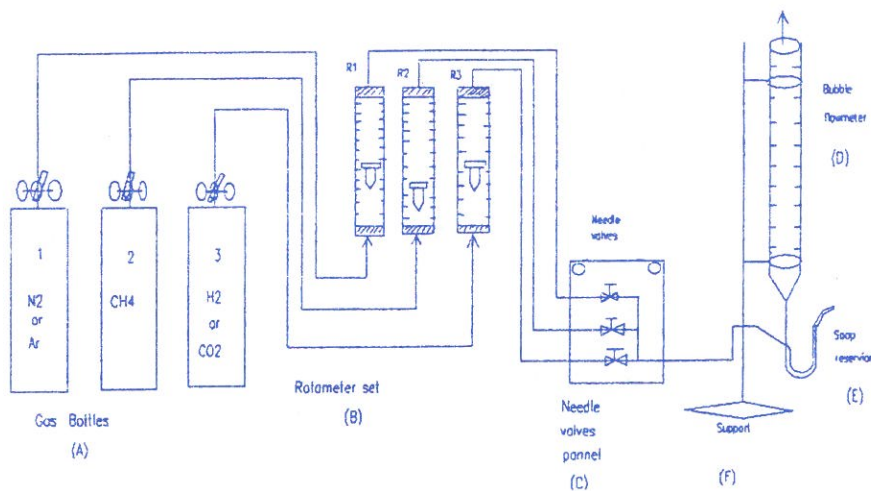 R1
R2
R3
Bubble
flowmeter
(D)
1
N2
or
Ar
2
CH4
3
H2
or
CO2
Needle
valves
Soap
reservior
(E)
Rotameter set
(B)
Gas Bottles
(A)
Needle
valves
pannel
(C)
Support
(F)